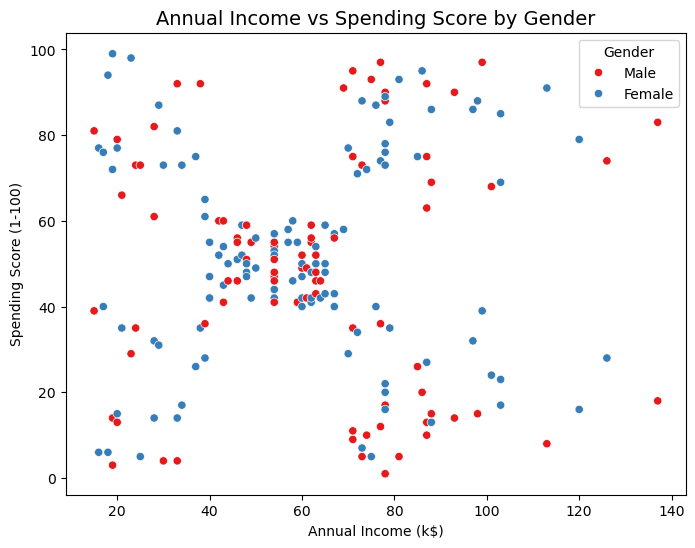 Annual Income vs Spending Score by Gender
Gender
Male
Female
Spending Score (1-100)
100
80
60
40
20
0
20 40 60 80 100 120 140
Annual Income (k$)